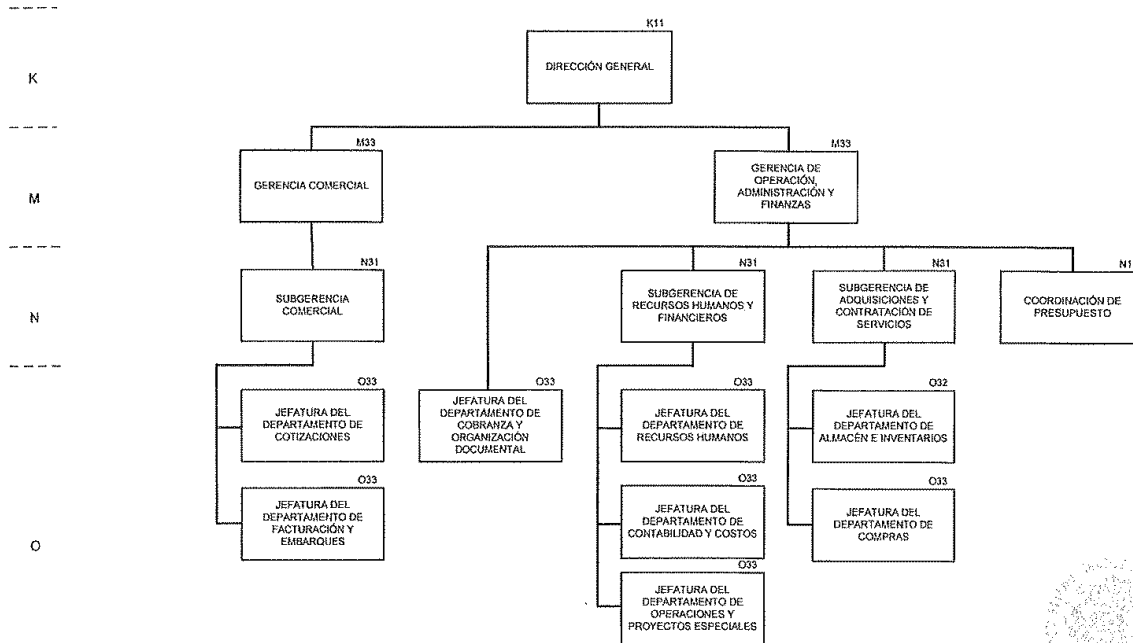 K11
DIRECCIÓN GENERAL
K
M33
GERENCIA COMERCIAL
M33
GERENCIA DE
OPERACIÓN,
ADMINISTRACIÓN Y
FINANZAS
M
N31
SUBGERENCIA
COMERCIAL
N31
SUBGERENCIA DE
RECURSOS HUMANOS Y
FINANCIEROS
N31
SUBGERENCIA DE
ADQUISICIONES Y
CONTRATACIÓN DE
SERVICIOS
N1
COORDINACIÓN DE
PRESUPUESTO
N
O33
JEFATURA DEL
DEPARTAMENTO DE
COTIZACIONES
O33
JEFATURA DEL
DEPARTAMENTO DE
COBRANZA Y
ORGANIZACIÓN
DOCUMENTAL
O33
JEFATURA DEL
DEPARTAMENTO DE
RECURSOS HUMANOS
O32
JEFATURA DEL
DEPARTAMENTO DE
ALMACÉN E INVENTARIOS
O33
JEFATURA DEL
DEPARTAMENTO DE
FACTURACIÓN Y
EMBARQUES
O33
JEFATURA DEL
DEPARTAMENTO DE
CONTABILIDAD Y COSTOS
O33
JEFATURA DEL
DEPARTAMENTO DE
COMPRAS
O
O33
JEFATURA DEL
DEPARTAMENTO DE
OPERACIONES Y
PROYECTOS ESPECIALES